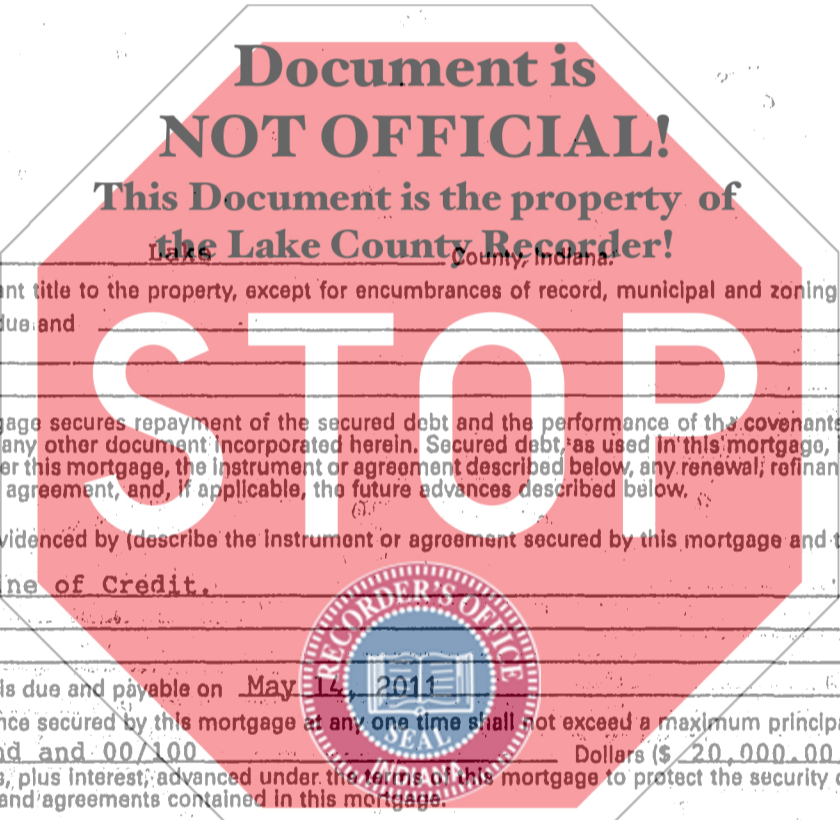 Document is
NOT OFFICIAL!
This Document is the property of
the Lake County Recorder!
Lake County, Indiana.
nt title to the property, except for encumbrances of record, municipal and zoning
due and
STOP
gage secures repayment of the secured debt and the performance of the covenants
any other document incorporated herein. Secured debt, as used in this mortgage,
er this mortgage, the instrument or agreement described below, any renewal, refinan
agreement, and, if applicable, the future advances described below.
videnced by (describe the instrument or agreement secured by this mortgage and t
ne of Credit.
RECORDER'S OFFICE
is due and payable on May 14, 2011
nce secured by this mortgage at any one time shall not exceed a maximum princip
SEAL
nd and 00/100 Dollars ($ 20,000.00
INDIANA
, plus interest, advanced under the terms of this mortgage to protect the security
and agreements contained in this mortgage.